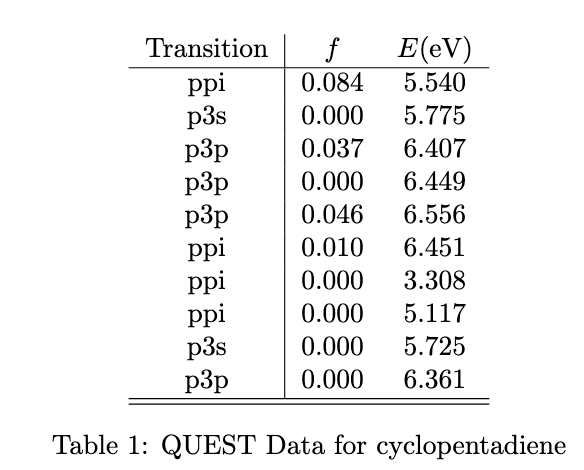 Transition f E(eV)
ppi 0.084 5.540
p3s 0.000 5.775
p3p 0.037 6.407
p3p 0.000 6.449
p3p 0.046 6.556
ppi 0.010 6.451
ppi 0.000 3.308
ppi 0.000 5.117
p3s 0.000 5.725
p3p 0.000 6.361
Table 1: QUEST Data for cyclopentadiene